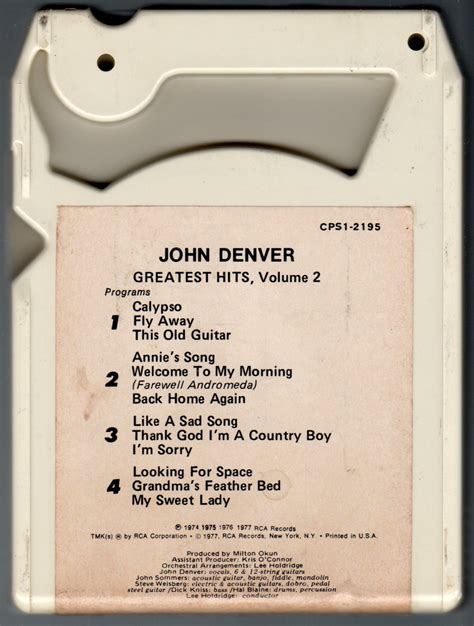 CPS1-2195
JOHN DENVER
GREATEST HITS, Volume 2
Programs
1 Calypso
Fly Away
This Old Guitar
2 Annie's Song
Welcome To My Morning
(Farewell Andromeda)
Back Home Again
3 Like A Sad Song
Thank God I'm A Country Boy
I'm Sorry
4 Looking For Space
Grandma's Feather Bed
My Sweet Lady
℗ 1974 1975 1976 1977 RCA Records
TMK(s) ® by RCA Corporation • © 1977, RCA Records, New York, N.Y. • Printed in U.S.A.
Produced by Milton Okun
Assistant Producer: Kris O'Connor
Orchestral Arrangements: Lee Holdridge
John Denver: vocals, 6 & 12-string guitars
John Sommers: acoustic guitar, banjo, fiddle, mandolin
Steve Weisberg: electric & acoustic guitars, dobro, pedal
steel guitar/Dick Kniss: bass/Hal Blaine: drums, percussion
Lee Holdridge: conductor